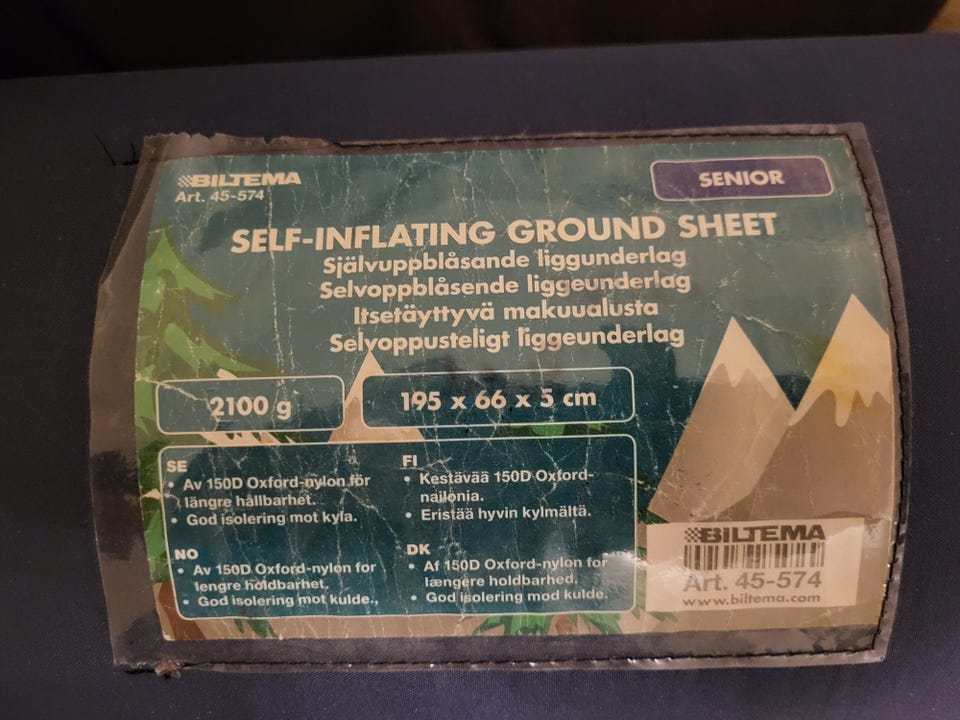 BILTEMA
Art. 45-574
SENIOR
SELF-INFLATING GROUND SHEET
Självuppblåsande liggunderlag
Selvoppblåsende liggeunderlag
Itsetäyttyvä makuualusta
Selvoppusteligt liggeunderlag
2100 g
195 x 66 x 5 cm
SE
• Av 150D Oxford-nylon för
längre hållbarhet.
• God isolering mot kyla.
FI
• Kestävää 150D Oxford-
nailonia.
• Eristää hyvin kylmältä.
NO
• Av 150D Oxford-nylon for
lengre holdbarhet.
• God isolering mot kulde.
DK
• Af 150D Oxford-nylon for
længere holdbarhed.
• God isolering mod kulde.
BILTEMA
Art. 45-574
www.biltema.com